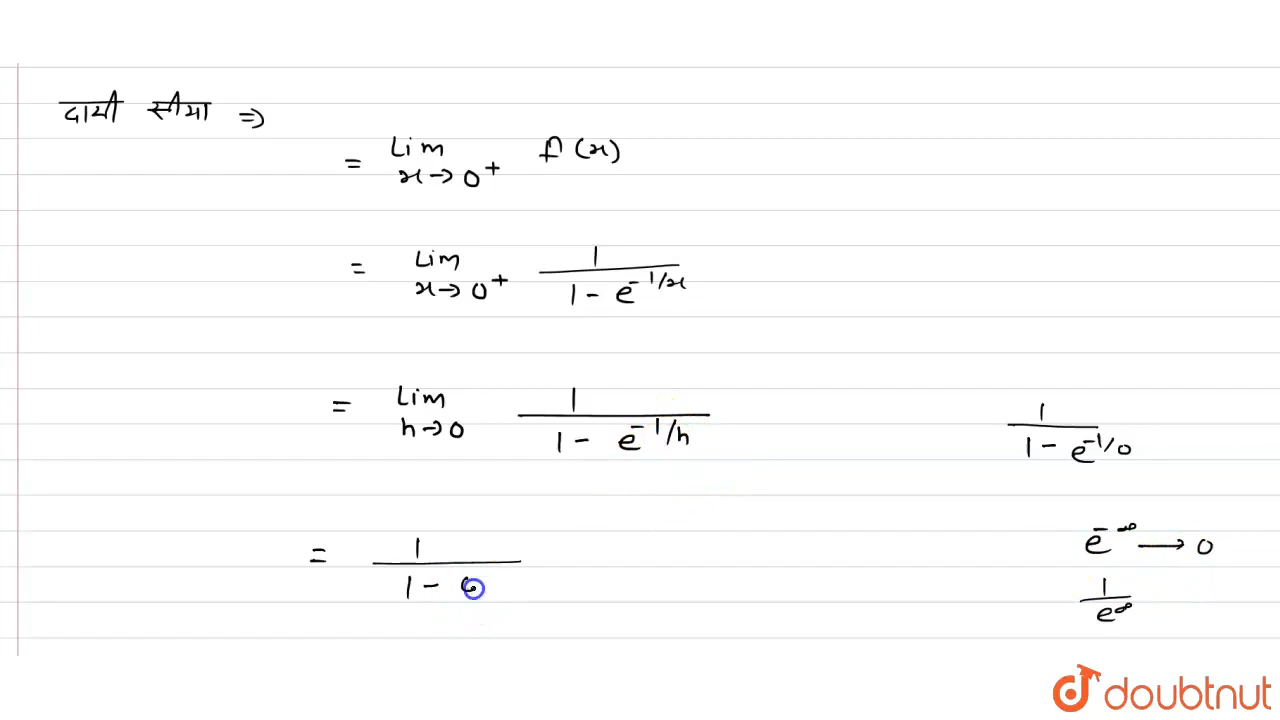 दायी सीमा ⇒
= Lim x→0⁺ f(x)
= Lim x→0⁺ 1/(1 - e^(-1/x))
= Lim h→0 1/(1 - e^(-1/h))
1/(1 - e^(-1/0))
= 1/(1 - 0)
e^(-∞) → 0
1/e^∞
doubtnut